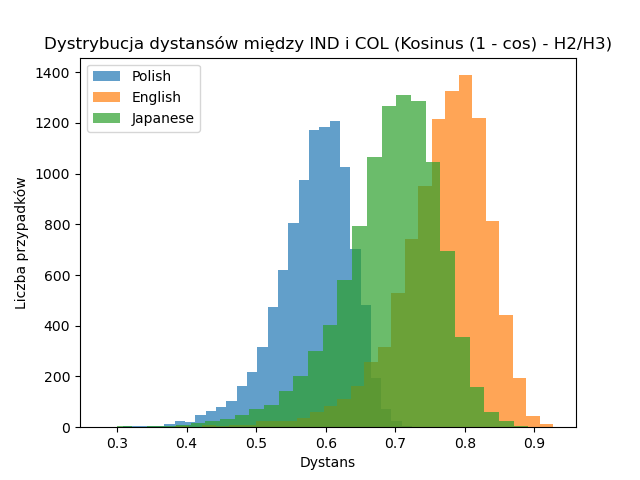 Dystrybucja dystansów między IND i COL (Kosinus (1 - cos) - H2/H3)
Polish
English
Japanese
1400
1200
1000
800
600
400
200
0
Liczba przypadków
0.3 0.4 0.5 0.6 0.7 0.8 0.9
Dystans